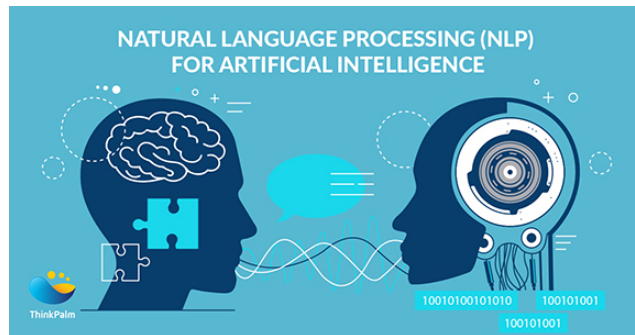 NATURAL LANGUAGE PROCESSING (NLP)
FOR ARTIFICIAL INTELLIGENCE
ThinkPalm
10010100101010
100101001
100101001